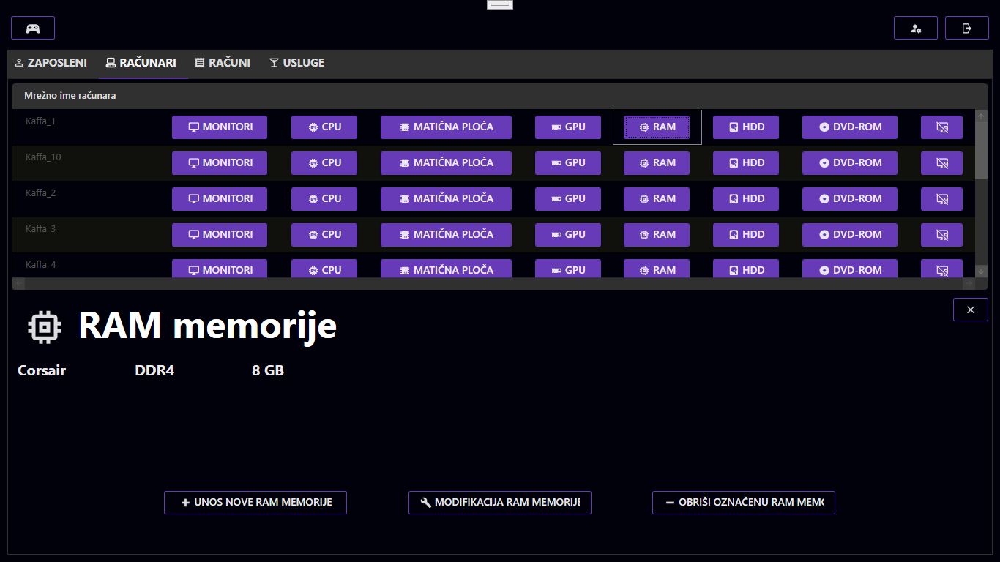 ZAPOSLENI RAČUNARI RAČUNI USLUGE
Mrežno ime računara
Kaffa_1 MONITORI CPU MATIČNA PLOČA GPU RAM HDD DVD-ROM
Kaffa_10 MONITORI CPU MATIČNA PLOČA GPU RAM HDD DVD-ROM
Kaffa_2 MONITORI CPU MATIČNA PLOČA GPU RAM HDD DVD-ROM
Kaffa_3 MONITORI CPU MATIČNA PLOČA GPU RAM HDD DVD-ROM
Kaffa_4 MONITORI CPU MATIČNA PLOČA GPU RAM HDD DVD-ROM
RAM memorije
Corsair DDR4 8 GB
UNOS NOVE RAM MEMORIJE MODIFIKACIJA RAM MEMORIJE OBRIŠI OZNAČENU RAM MEMO